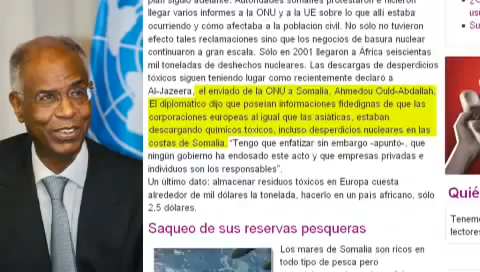 plan siguió adelante. Autoridades somalíes protestaron e hicieron
llegar varios informes a la ONU y a la UE sobre lo que allí estaba
ocurriendo y como afectaba a la población civil. No sólo no tuvieron
efecto tales reclamaciones sino que los negocios de basura nuclear
continuaron a gran escala. Sólo en 2001 llegaron a África seiscientas
mil toneladas de deshechos nucleares. Las descargas de desperdicios
tóxicos siguen teniendo lugar como recientemente declaró a
Al-Jazeera, el enviado de la ONU a Somalia, Ahmedou Ould-Abdallah,
El diplomático dijo que poseían informaciones fidedignas de que las
corporaciones europeas al igual que las asiáticas, estaban
descargando químicos toxicos, incluso desperdicios nucleares en las
costas de Somalia. “Tengo que enfatizar sin embargo -apunto-, que
ningún gobierno ha endosado este acto y que empresas privadas e
individuos son los responsables”.
Un último dato: almacenar residuos tóxicos en Europa cuesta
alrededor de mil dólares la tonelada, hacerlo en un país africano, sólo
2,5 dólares.
Saqueo de sus reservas pesqueras
Los mares de Somalia son ricos en
todo tipo de pesca pero
¿C
usu
Su
Quié
Tenem
lectores